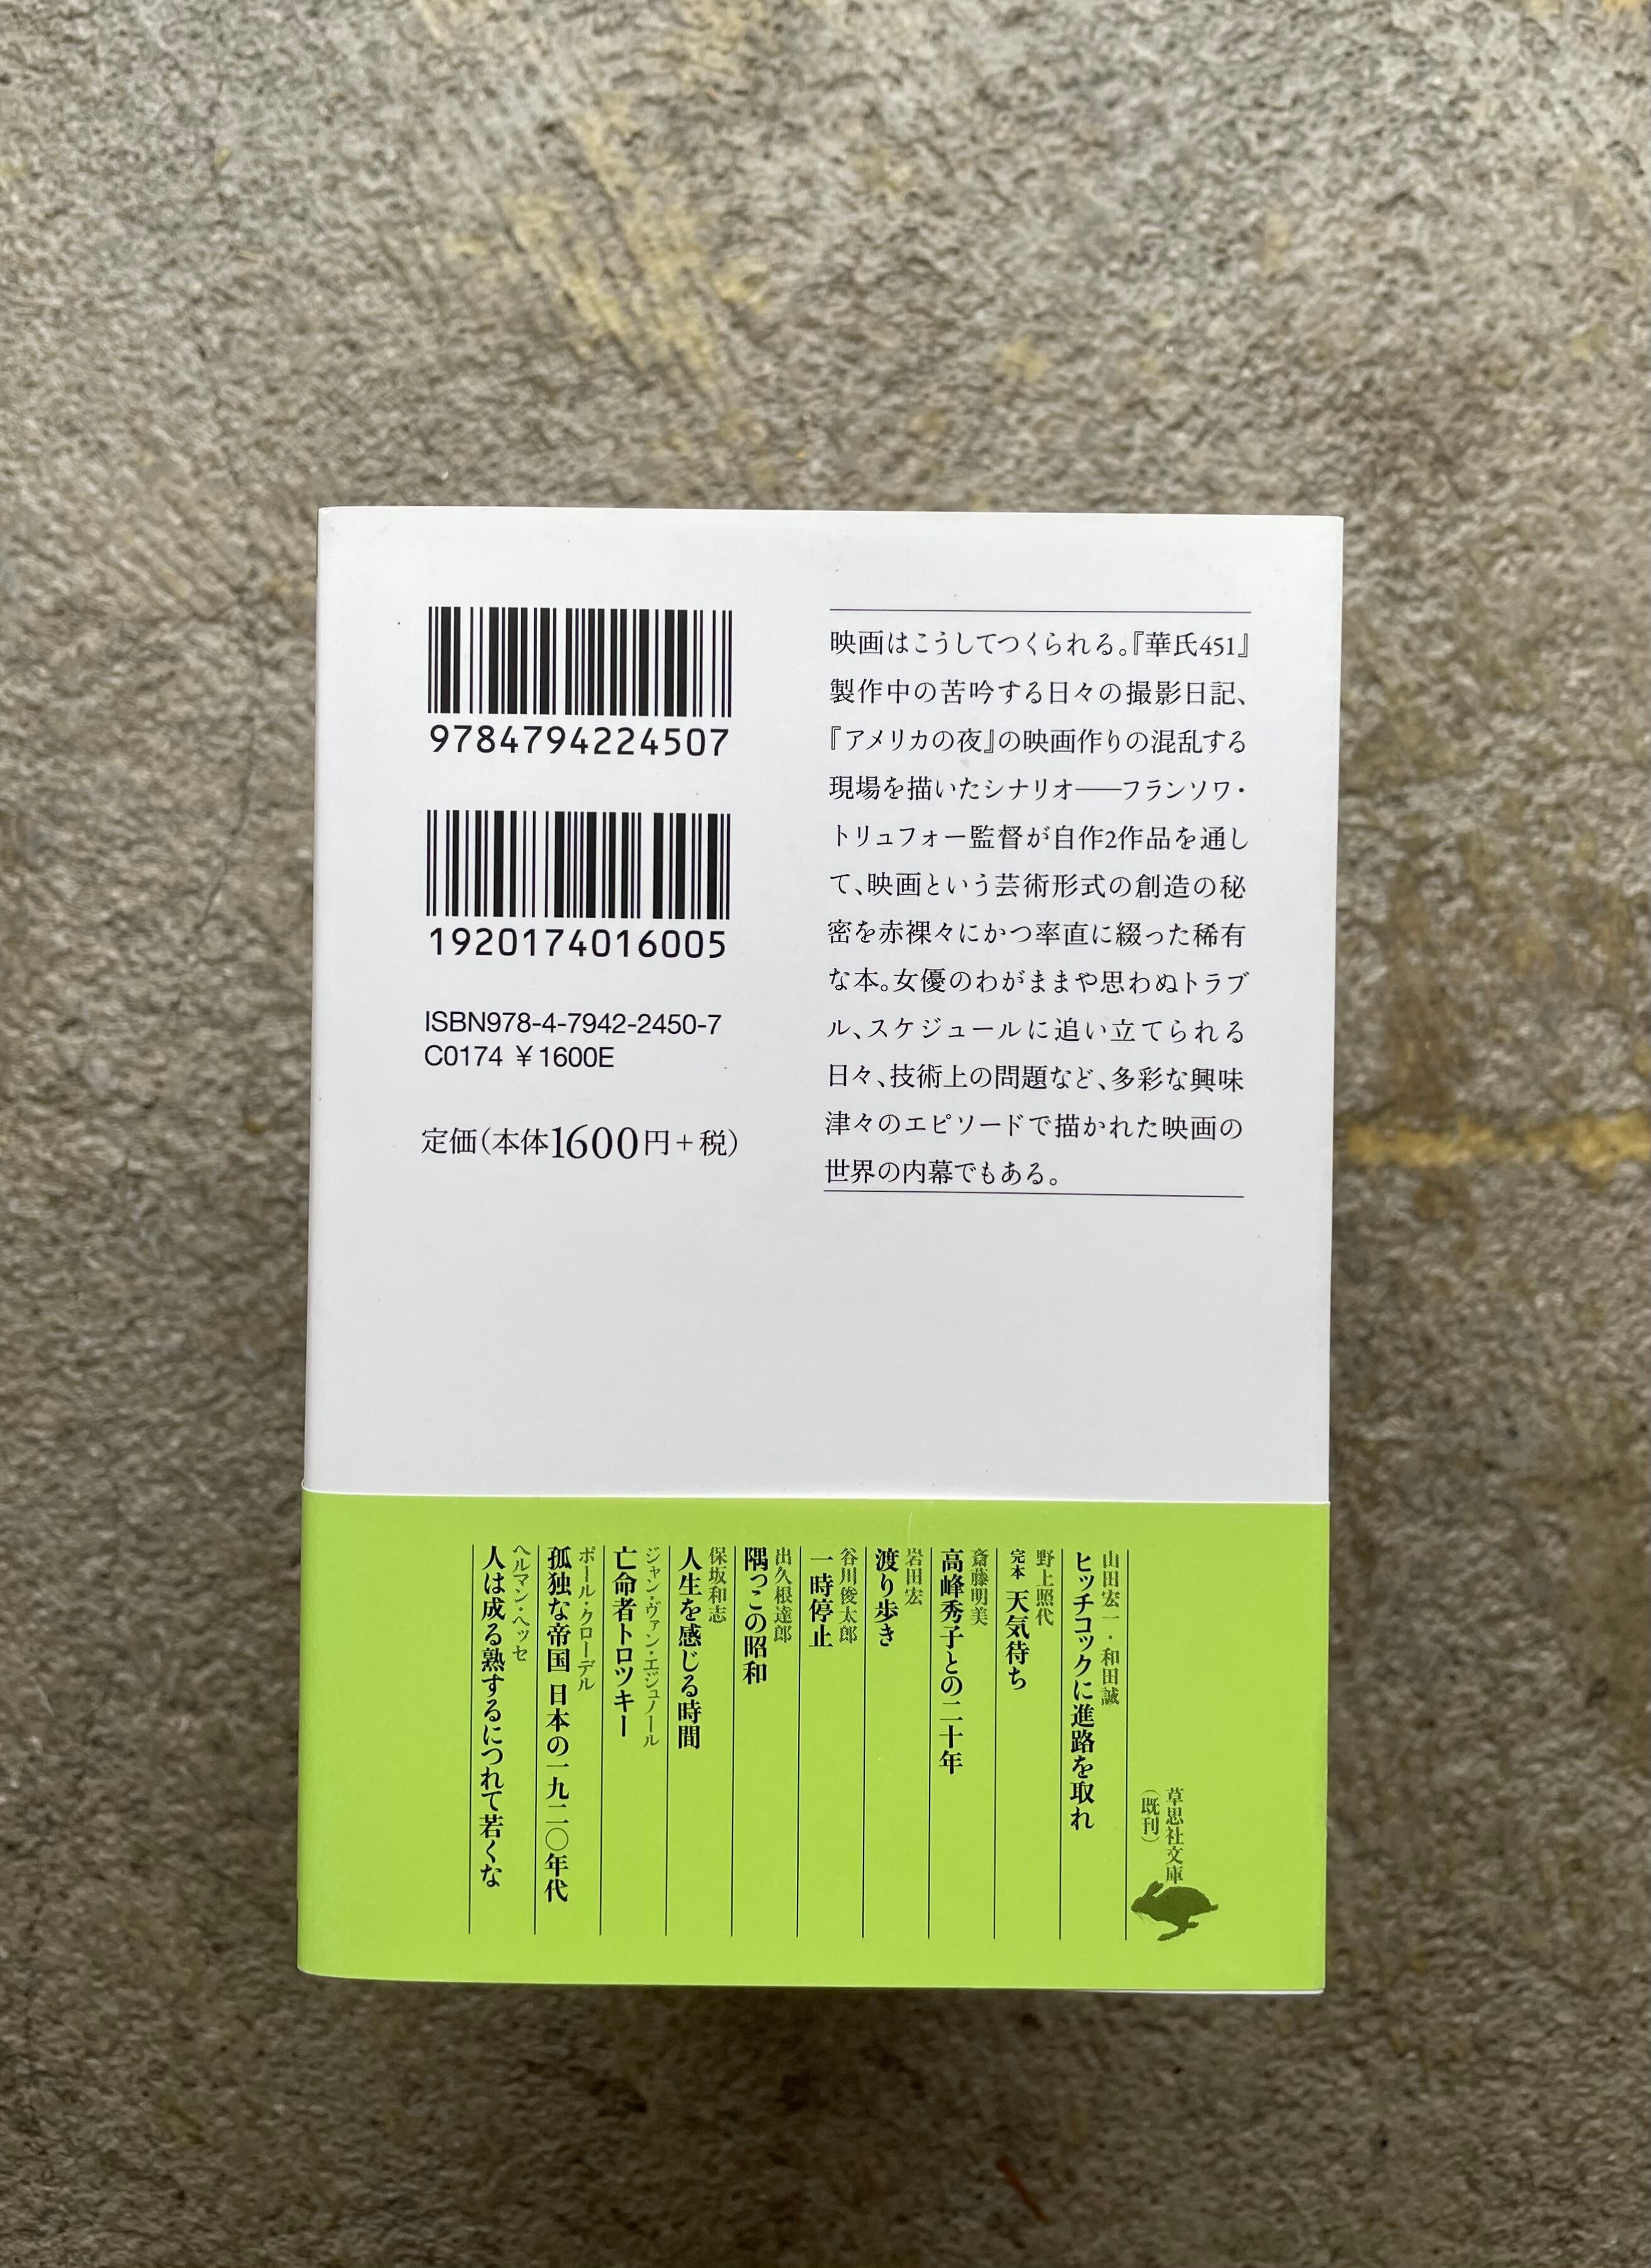 9784794224507
1920174016005
ISBN978-4-7942-2450-7
C0174 ￥1600E
定価（本体1600円＋税）
映画はこうしてつくられる。『華氏451』
製作中の苦吟する日々の撮影日記、
『アメリカの夜』の映画作りの混乱する
現場を描いたシナリオ――フランソワ・
トリュフォー監督が自作2作品を通し
て、映画という芸術形式の創造の秘
密を赤裸々にかつ率直に綴った稀有
な本。女優のわがままや思わぬトラブ
ル、スケジュールに追い立てられる
日々、技術上の問題など、多彩な興味
津々のエピソードで描かれた映画の
世界の内幕でもある。
草思社文庫
（既刊）
山田宏一・和田誠
ヒッチコックに進路を取れ
野上照代
完本 天気待ち
斎藤明美
高峰秀子との二十年
岩田宏
渡り歩き
谷川俊太郎
一時停止
出久根達郎
隅っこの昭和
保坂和志
人生を感じる時間
ジャン・ヴァン・エジュノール
亡命者トロツキー
ポール・クローデル
孤独な帝国 日本の一九二〇年代
ヘルマン・ヘッセ
人は成る熟するにつれて若くな